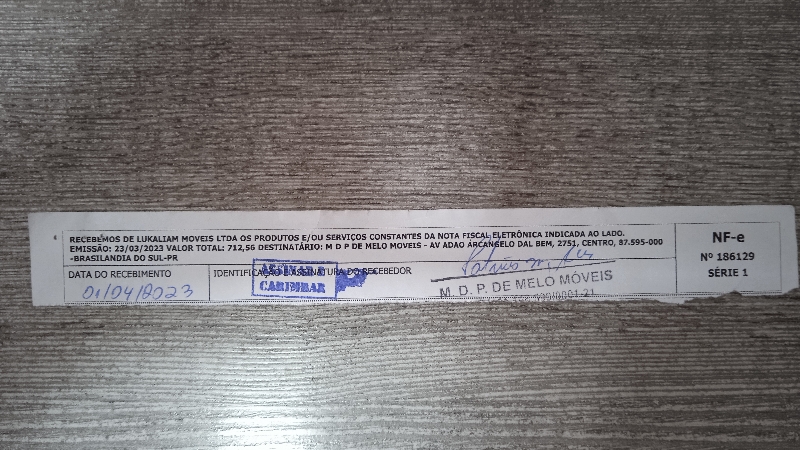 RECEBEMOS DE LUKALIAM MOVEIS LTDA OS PRODUTOS E/OU SERVIÇOS CONSTANTES DA NOTA FISCAL ELETRÔNICA INDICADA AO LADO.
EMISSÃO: 23/03/2023 VALOR TOTAL: 712,56 DESTINATÁRIO: M D P DE MELO MOVEIS - AV ADAO ARCANGELO DAL BEM, 2751, CENTRO, 87.595-000
-BRASILANDIA DO SUL-PR
NF-e
Nº 186129
SÉRIE 1
DATA DO RECEBIMENTO
01/04/2023
IDENTIFICAÇÃO E ASSINATURA DO RECEBEDOR
ASSINAR E
CARIMBAR
M. D. P. DE MELO MÓVEIS